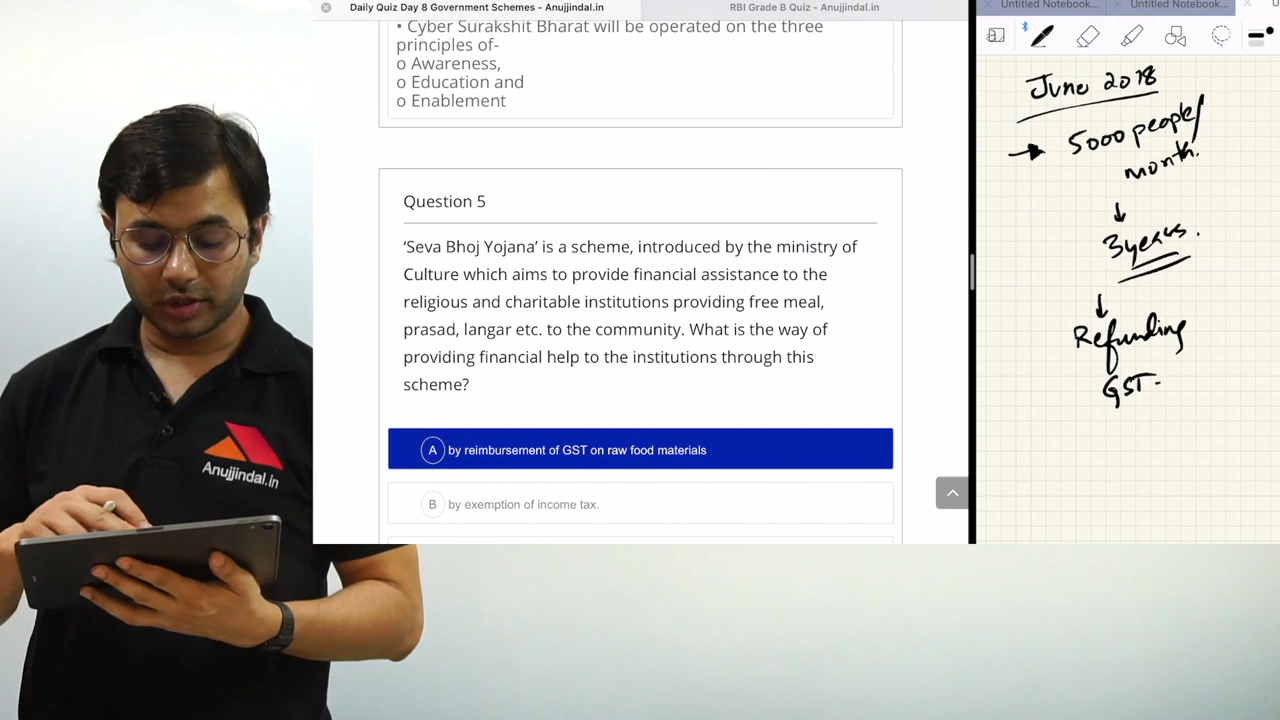 Daily Quiz Day 8 Government Schemes - Anujjindal.in
RBI Grade B Quiz - Anujjindal.in
• Cyber Surakshit Bharat will be operated on the three
principles of-
o Awareness,
o Education and
o Enablement
Question 5
‘Seva Bhoj Yojana’ is a scheme, introduced by the ministry of
Culture which aims to provide financial assistance to the
religious and charitable institutions providing free meal,
prasad, langar etc. to the community. What is the way of
providing financial help to the institutions through this
scheme?
A by reimbursement of GST on raw food materials
B by exemption of income tax.
Untitled Notebook...
Untitled Notebook...
U
June 2018
5000 people/
month.
3 years.
Refunding
GST.
Anujjindal.in